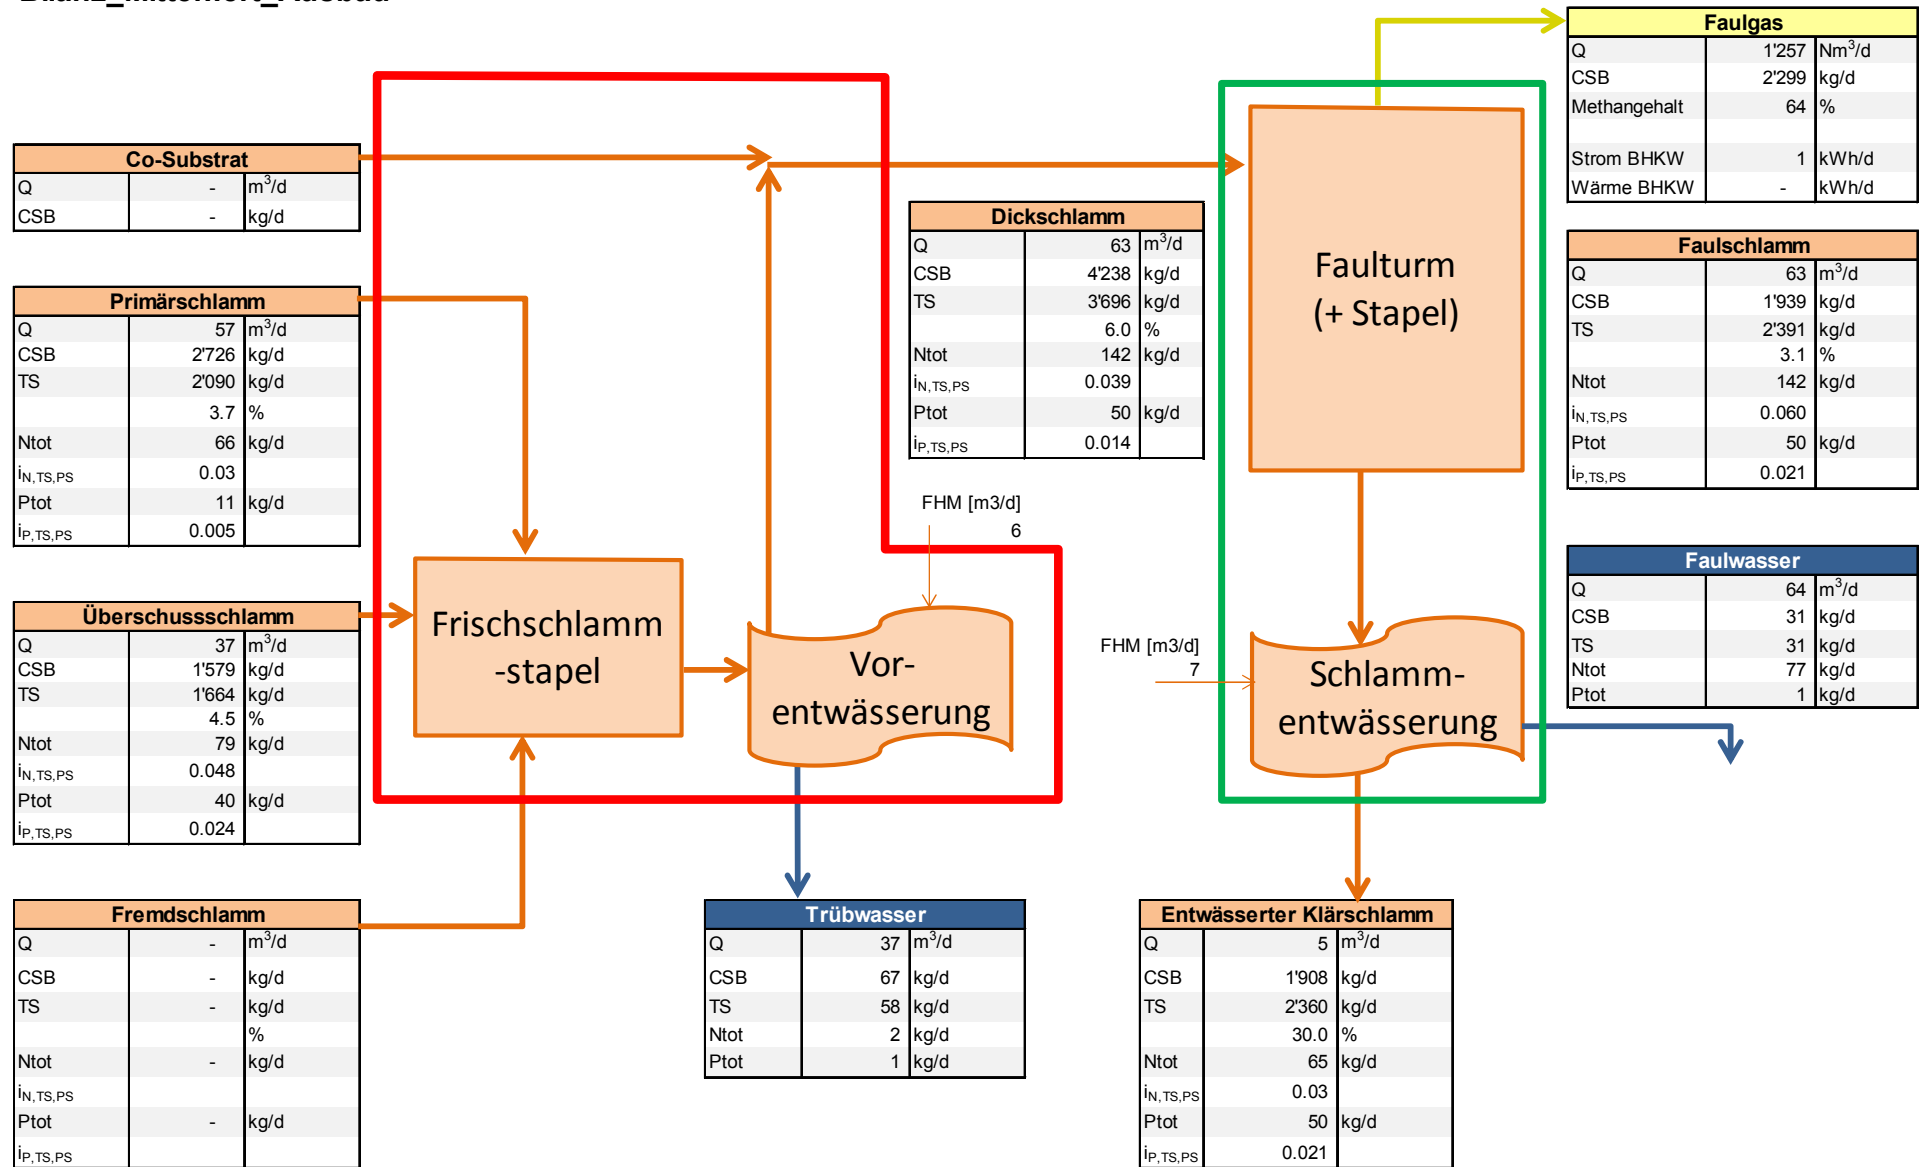 Bilanz_Mittelwert_Ausbau
Faulgas
Q 1'257 Nm³/d
CSB 2'299 kg/d
Methangehalt 64 %
Strom BHKW 1 kWh/d
Wärme BHKW - kWh/d
Co-Substrat
Q - m³/d
CSB - kg/d
Dickschlamm
Q 63 m³/d
CSB 4'238 kg/d
TS 3'696 kg/d
6.0 %
Ntot 142 kg/d
iN,TS,PS 0.039
Ptot 50 kg/d
iP,TS,PS 0.014
Faulturm
(+ Stapel)
Faulschlamm
Q 63 m³/d
CSB 1'939 kg/d
TS 2'391 kg/d
3.1 %
Ntot 142 kg/d
iN,TS,PS 0.060
Ptot 50 kg/d
iP,TS,PS 0.021
Primärschlamm
Q 57 m³/d
CSB 2'726 kg/d
TS 2'090 kg/d
3.7 %
Ntot 66 kg/d
iN,TS,PS 0.03
Ptot 11 kg/d
iP,TS,PS 0.005
FHM [m3/d]
6
Faulwasser
Q 64 m³/d
CSB 31 kg/d
TS 31 kg/d
Ntot 77 kg/d
Ptot 1 kg/d
Überschussschlamm
Q 37 m³/d
CSB 1'579 kg/d
TS 1'664 kg/d
4.5 %
Ntot 79 kg/d
iN,TS,PS 0.048
Ptot 40 kg/d
iP,TS,PS 0.024
Frischschlamm
-stapel
Vor-
entwässerung
FHM [m3/d]
7
Schlamm-
entwässerung
Fremdschlamm
Q - m³/d
CSB - kg/d
TS - kg/d
%
Ntot - kg/d
iN,TS,PS
Ptot - kg/d
iP,TS,PS
Trübwasser
Q 37 m³/d
CSB 67 kg/d
TS 58 kg/d
Ntot 2 kg/d
Ptot 1 kg/d
Entwässerter Klärschlamm
Q 5 m³/d
CSB 1'908 kg/d
TS 2'360 kg/d
30.0 %
Ntot 65 kg/d
iN,TS,PS 0.03
Ptot 50 kg/d
iP,TS,PS 0.021